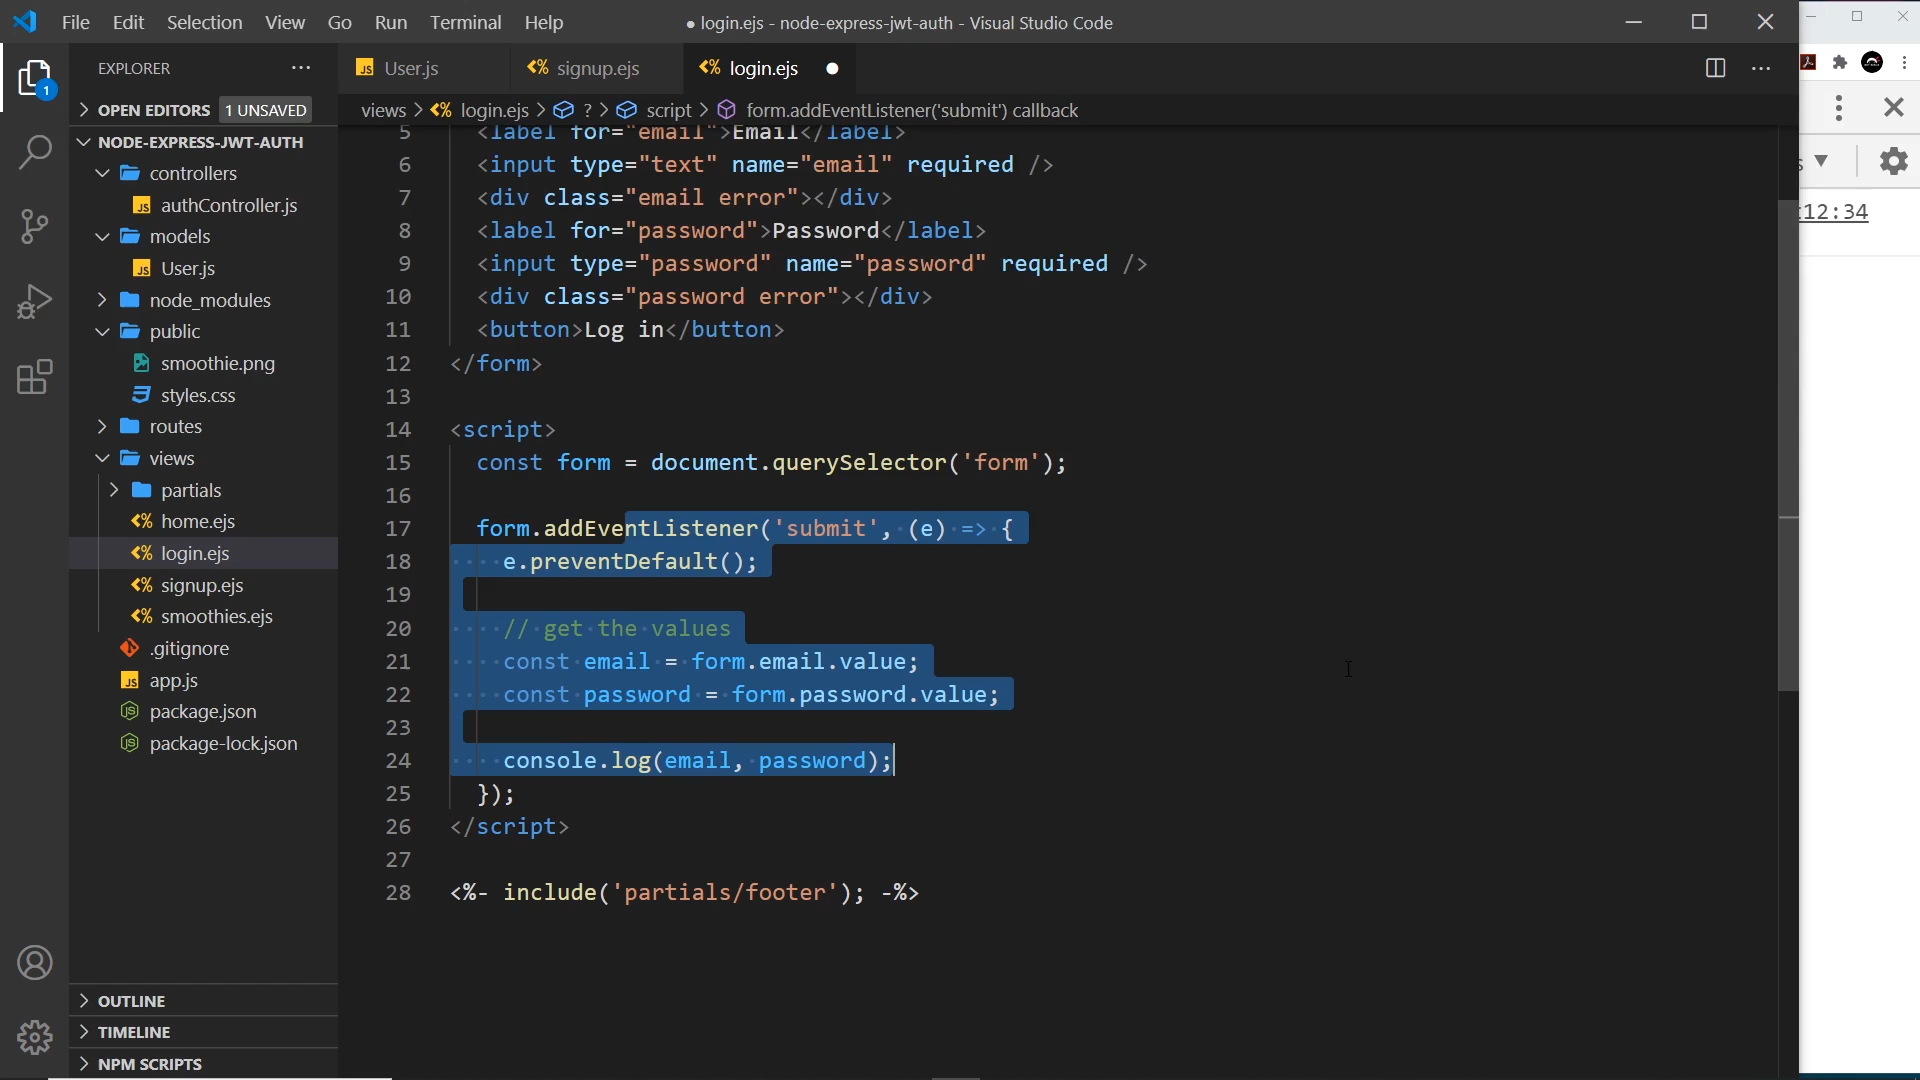 File Edit Selection View Go Run Terminal Help
● login.ejs - node-express-jwt-auth - Visual Studio Code
EXPLORER
OPEN EDITORS 1 UNSAVED
NODE-EXPRESS-JWT-AUTH
controllers
JS authController.js
models
JS User.js
node_modules
public
smoothie.png
styles.css
routes
views
partials
<% home.ejs
<% login.ejs
<% signup.ejs
<% smoothies.ejs
.gitignore
JS app.js
package.json
package-lock.json
OUTLINE
TIMELINE
NPM SCRIPTS
1
JS User.js <% signup.ejs <% login.ejs ●
views > <% login.ejs > ? > script > form.addEventListener('submit') callback
5 <label for="email">Email</label>
6 <input type="text" name="email" required />
7 <div class="email error"></div>
8 <label for="password">Password</label>
9 <input type="password" name="password" required />
10 <div class="password error"></div>
11 <button>Log in</button>
12 </form>
13
14 <script>
15 const form = document.querySelector('form');
16
17 form.addEventListener('submit', (e) => {
18 e.preventDefault();
19
20 // get the values
21 const email = form.email.value;
22 const password = form.password.value;
23
24 console.log(email, password);
25 });
26 </script>
27
28 <%- include('partials/footer'); -%>
:12:34